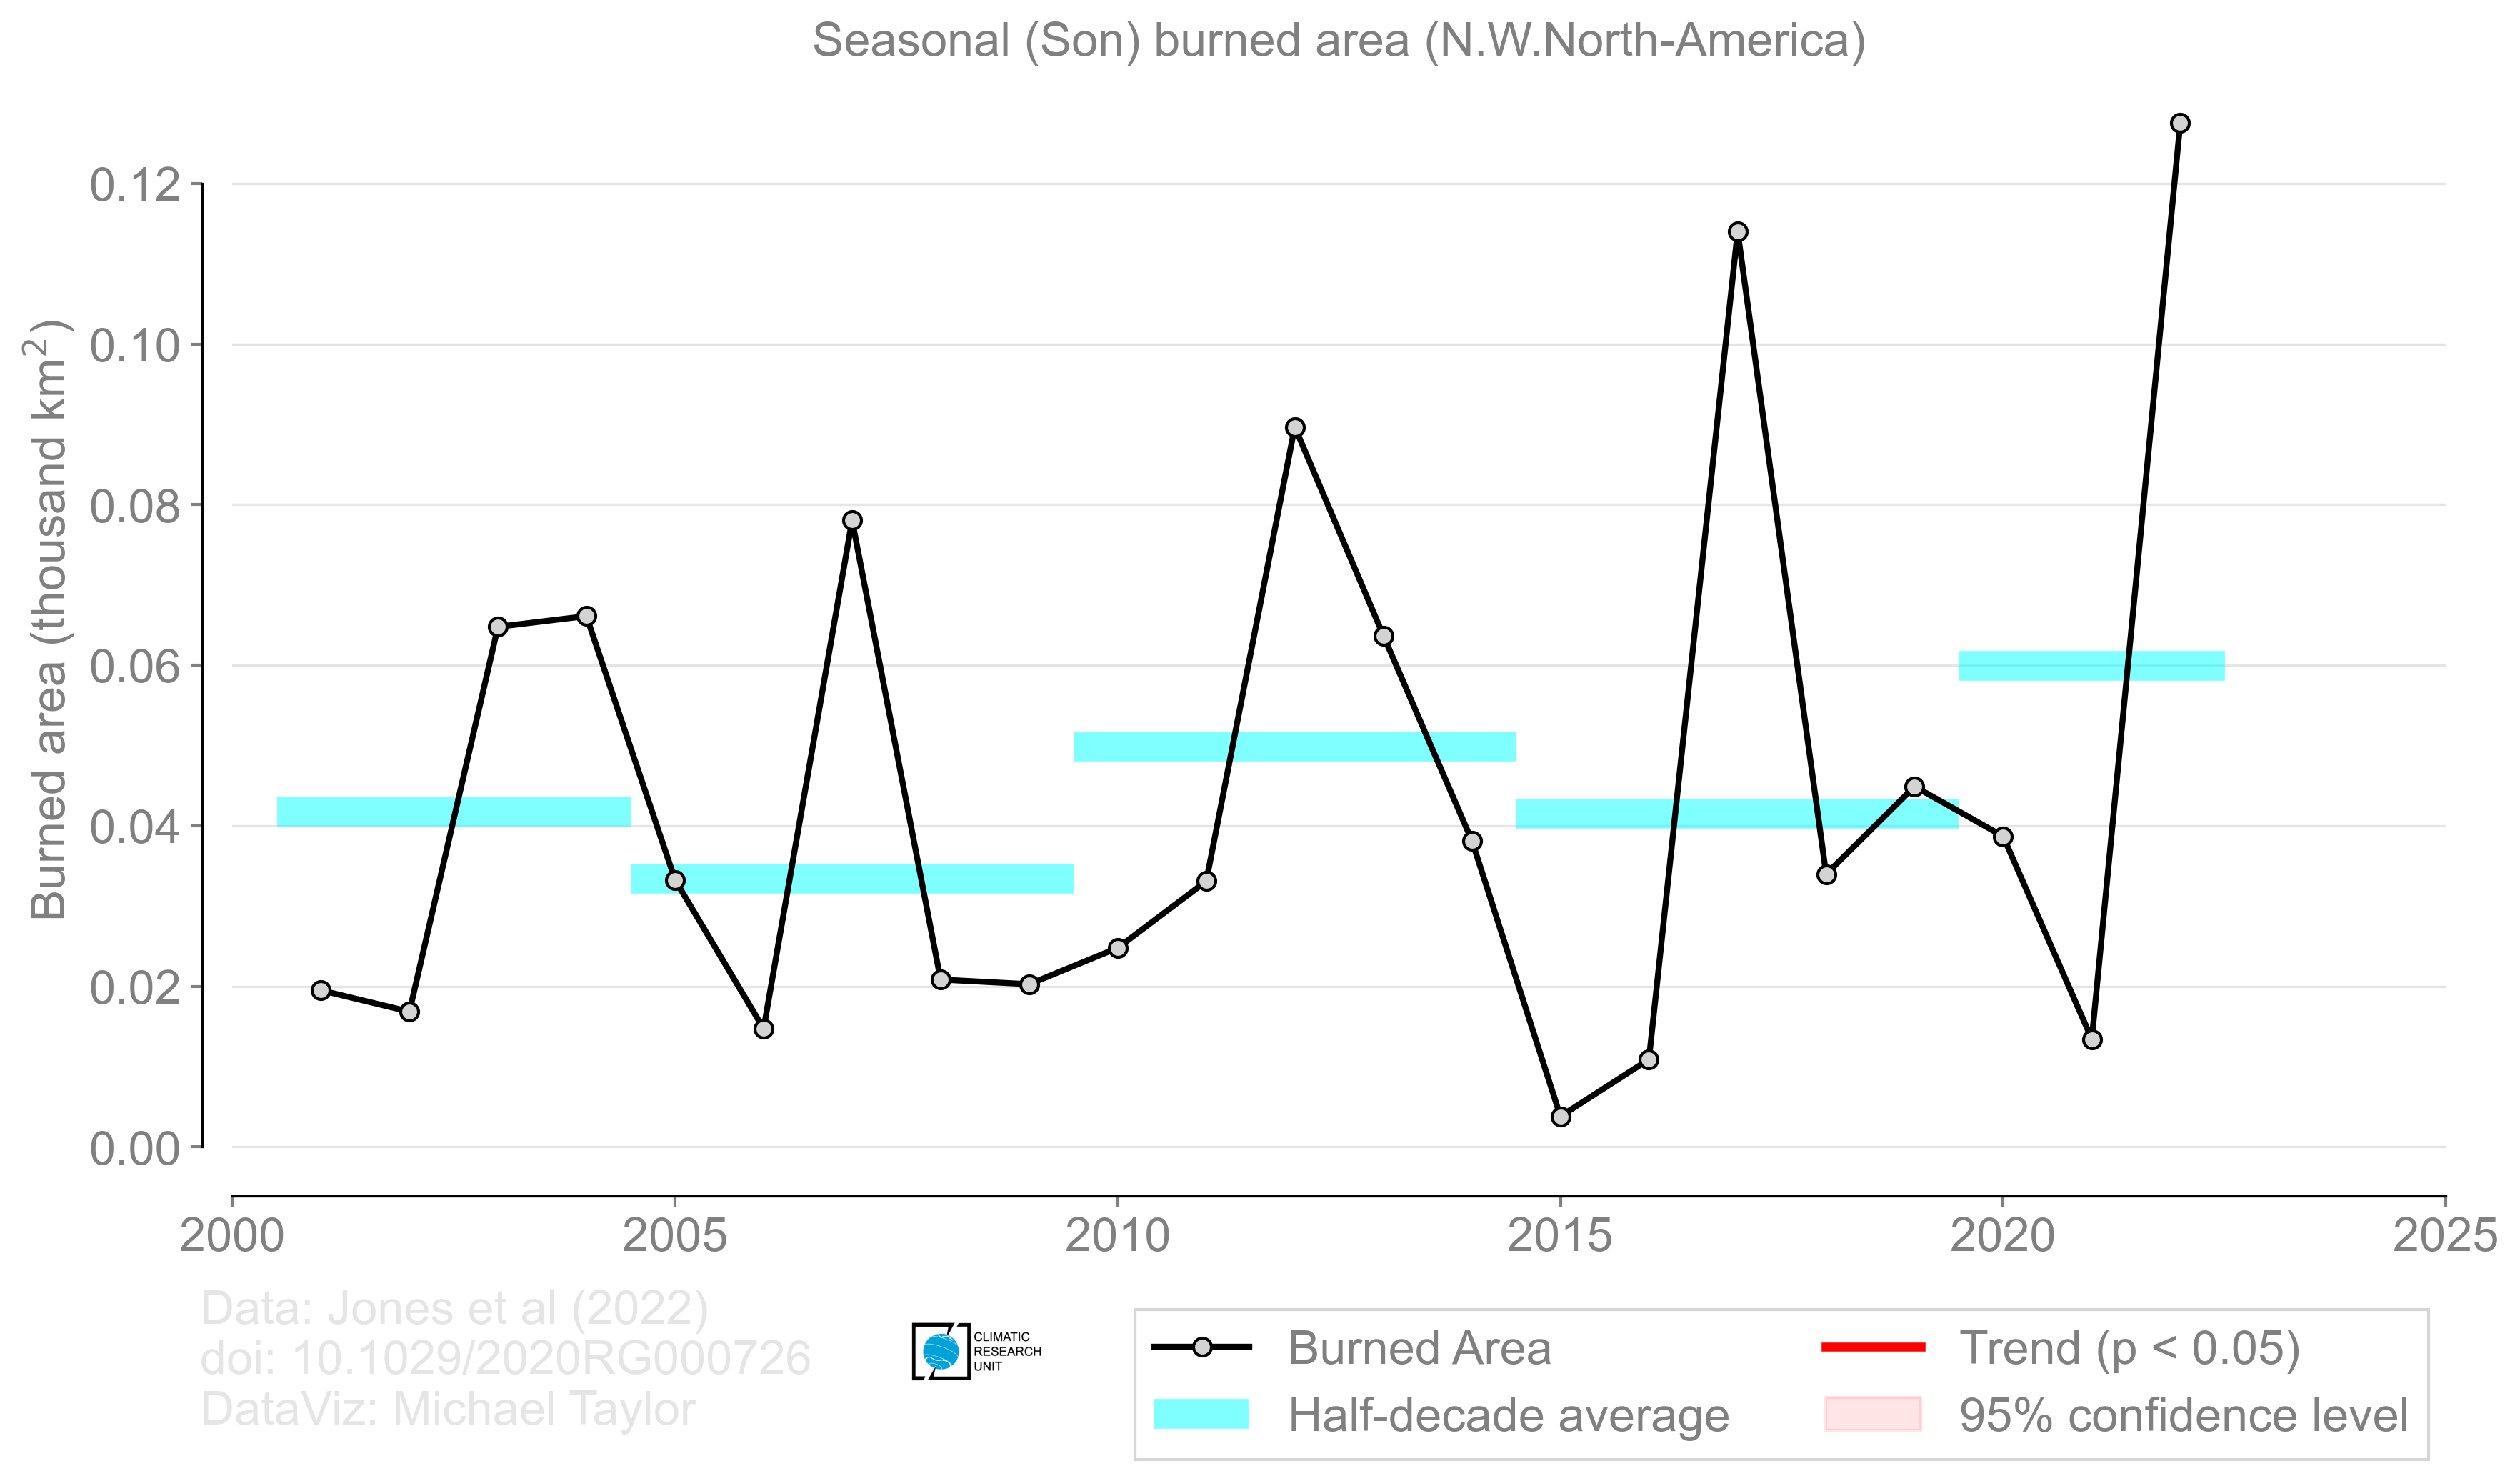 Seasonal (Son) burned area (N.W.North-America)
Burned area (thousand km²)
0.12
0.10
0.08
0.06
0.04
0.02
0.00
2000 2005 2010 2015 2020 2025
Data: Jones et al (2022)
doi: 10.1029/2020RG000726
DataViz: Michael Taylor
CLIMATIC
RESEARCH
UNIT
Burned Area
Half-decade average
Trend (p < 0.05)
95% confidence level